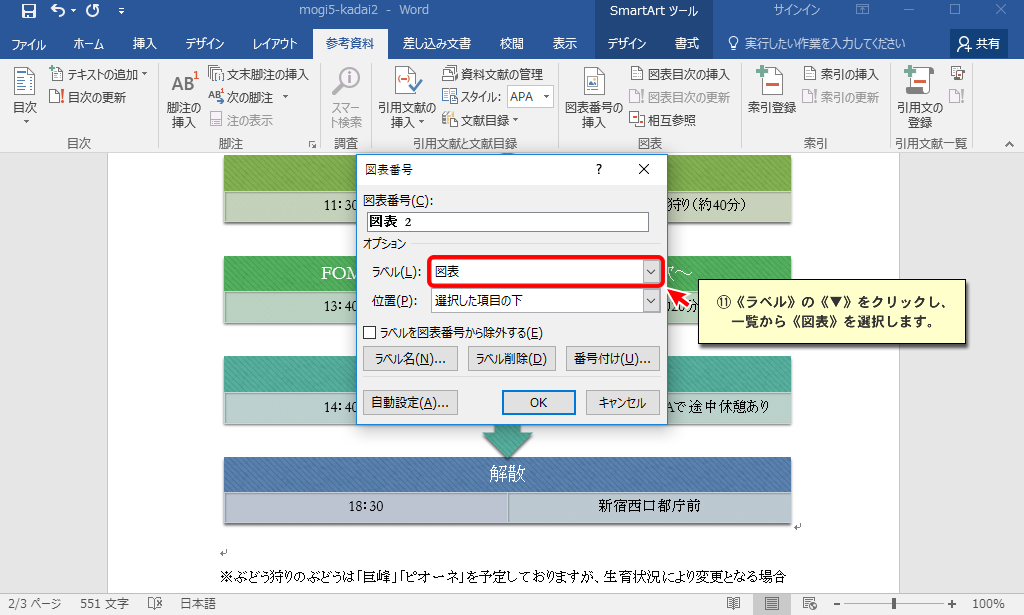 mogi5-kadai2 - Word
SmartArt ツール
サインイン
ファイル ホーム 挿入 デザイン レイアウト 参考資料 差し込み文書 校閲 表示 デザイン 書式 実行したい作業を入力してください 共有
目次
テキストの追加
目次の更新
目次
AB1
脚注の挿入
文末脚注の挿入
次の脚注
注の表示
脚注
スマート検索
調査
引用文献の挿入
資料文献の管理
スタイル: APA
文献目録
引用文献と文献目録
図表番号の挿入
図表目次の挿入
図表目次の更新
相互参照
図表
索引登録
索引の挿入
索引の更新
索引
引用文の登録
引用文献一覧
図表番号
? ×
図表番号(C):
図表 2
オプション
ラベル(L): 図表
位置(P): 選択した項目の下
ラベルを図表番号から除外する(E)
ラベル名(N)... ラベル削除(D) 番号付け(U)...
自動設定(A)... OK キャンセル
⑪《ラベル》の《▼》をクリックし、
一覧から《図表》を選択します。
11:30
狩り(約40分)
FOM
13:40
14:40
Aで途中休憩あり
解散
18:30 新宿西口都庁前
※ぶどう狩りのぶどうは「巨峰」「ピオーネ」を予定しておりますが、生育状況により変更となる場合
2/3 ページ 551 文字 日本語 100%